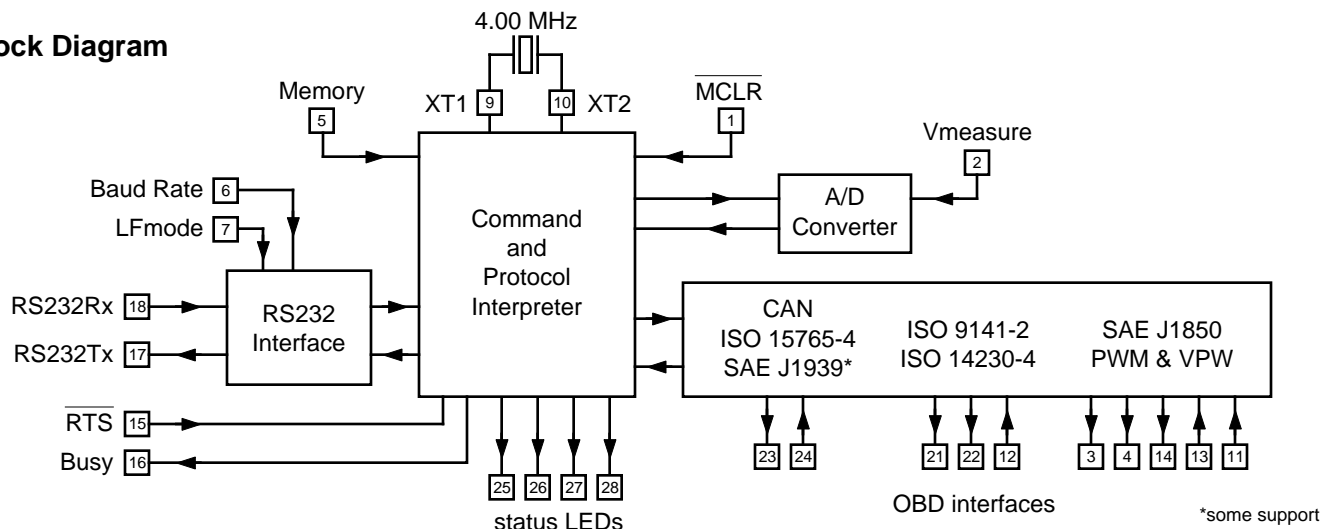 ock Diagram
4.00 MHz
Memory
5
XT1 9
10 XT2
MCLR
1
Vmeasure
2
Baud Rate 6
LFmode 7
A/D
Converter
Command
and
Protocol
Interpreter
RS232Rx 18
RS232Tx 17
RS232
Interface
CAN
ISO 15765-4
SAE J1939*
ISO 9141-2
ISO 14230-4
SAE J1850
PWM & VPW
RTS 15
Busy 16
25 26 27 28
status LEDs
23 24
21 22 12
3 4 14 13 11
OBD interfaces
*some support